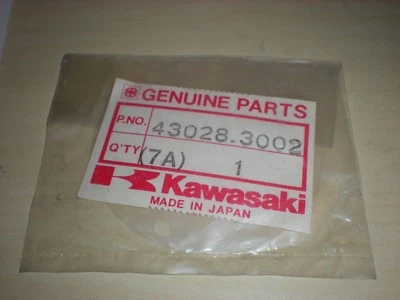 GENUINE PARTS
P.NO. 43028.3002
Q'TY (7A) 1
Kawasaki
MADE IN JAPAN